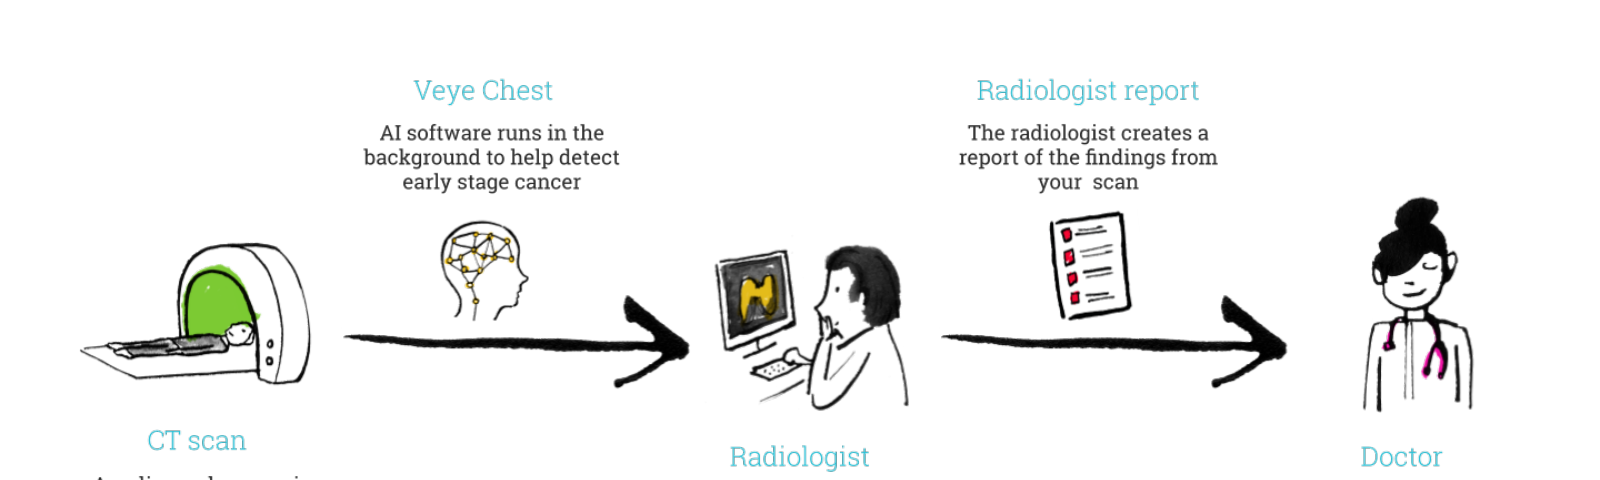 Veye Chest
AI software runs in the
background to help detect
early stage cancer
Radiologist report
The radiologist creates a
report of the findings from
your scan
CT scan
Radiologist
Doctor